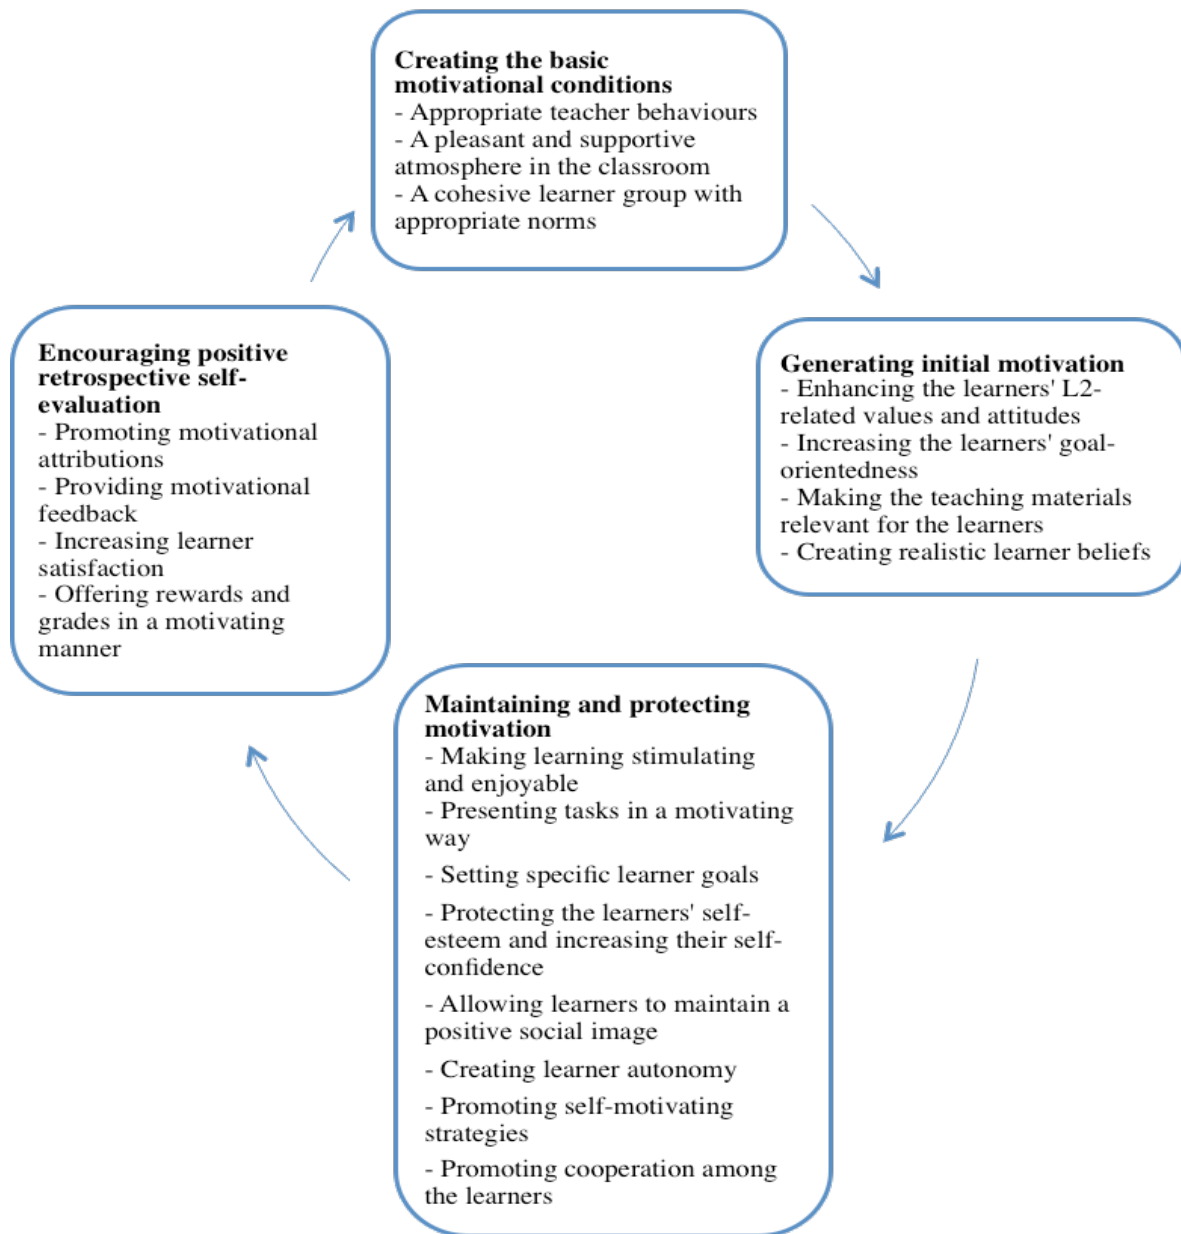 Creating the basic
motivational conditions
- Appropriate teacher behaviours
- A pleasant and supportive
atmosphere in the classroom
- A cohesive learner group with
appropriate norms
Generating initial motivation
- Enhancing the learners' L2-
related values and attitudes
- Increasing the learners' goal-
orientedness
- Making the teaching materials
relevant for the learners
- Creating realistic learner beliefs
Maintaining and protecting
motivation
- Making learning stimulating
and enjoyable
- Presenting tasks in a motivating
way
- Setting specific learner goals
- Protecting the learners' self-
esteem and increasing their self-
confidence
- Allowing learners to maintain a
positive social image
- Creating learner autonomy
- Promoting self-motivating
strategies
- Promoting cooperation among
the learners
Encouraging positive
retrospective self-
evaluation
- Promoting motivational
attributions
- Providing motivational
feedback
- Increasing learner
satisfaction
- Offering rewards and
grades in a motivating
manner